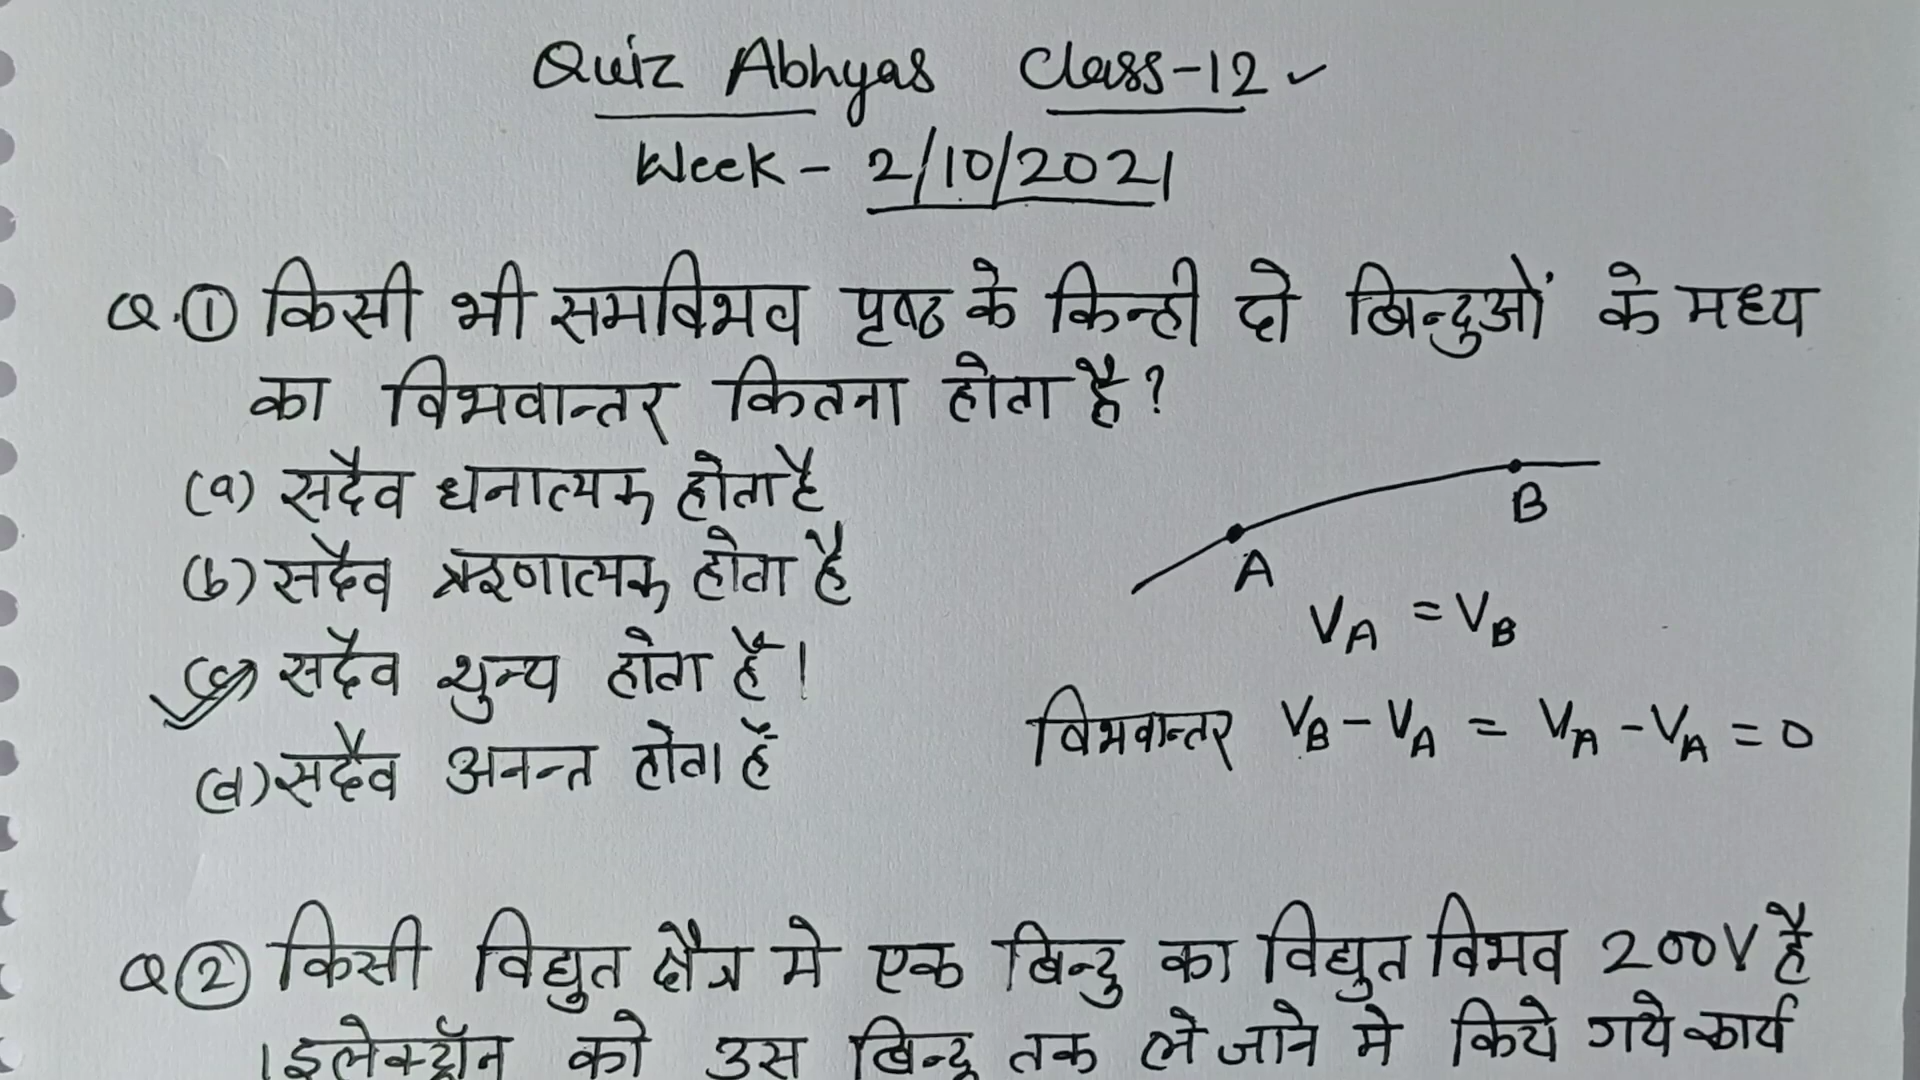 Quiz Abhyas Class-12 ✓
Week - 2/10/2021
Q.① किसी भी समविभव पृष्ठ के किन्ही दो बिन्दुओं के मध्य
का विभवान्तर कितना होता है?
(a) सदैव धनात्यक होता है
(b) सदैव ऋणात्यक होता है
(c) सदैव शुन्य होता है।
(d) सदैव अनन्त होता है
A
B
VA = VB
विभवान्तर VB - VA = VA - VA = 0
Q② किसी विद्युत क्षैत्र मे एक बिन्दु का विद्युत विभव 200V है
।इलेक्ट्रॉन को उस बिन्दु तक ले जाने मे किये गये कार्य